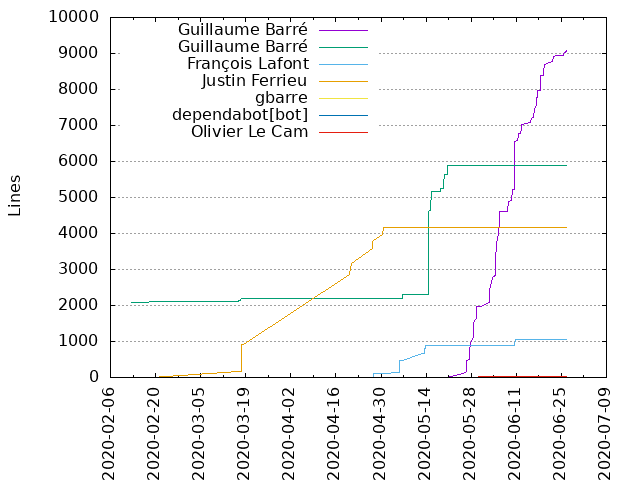 10000
9000
8000
7000
6000
5000
4000
3000
2000
1000
0
Lines
Guillaume Barré
Guillaume Barré
François Lafont
Justin Ferrieu
gbarre
dependabot[bot]
Olivier Le Cam
2020-02-06
2020-02-20
2020-03-05
2020-03-19
2020-04-02
2020-04-16
2020-04-30
2020-05-14
2020-05-28
2020-06-11
2020-06-25
2020-07-09